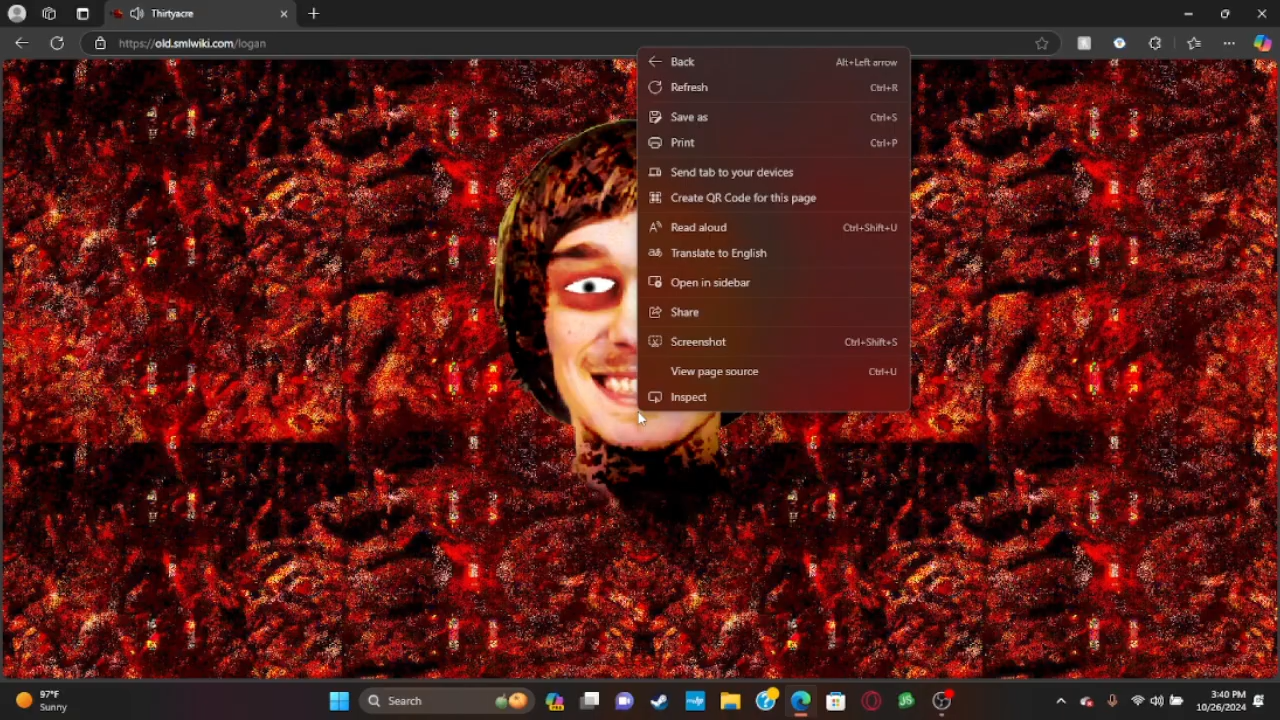 Thirtyacre
https://old.smlwiki.com/logan
Back Alt+Left arrow
Refresh Ctrl+R
Save as Ctrl+S
Print Ctrl+P
Send tab to your devices
Create QR Code for this page
Read aloud Ctrl+Shift+U
Translate to English
Open in sidebar
Share
Screenshot Ctrl+Shift+S
View page source Ctrl+U
Inspect
97°F
Sunny
Search
3:40 PM
10/26/2024